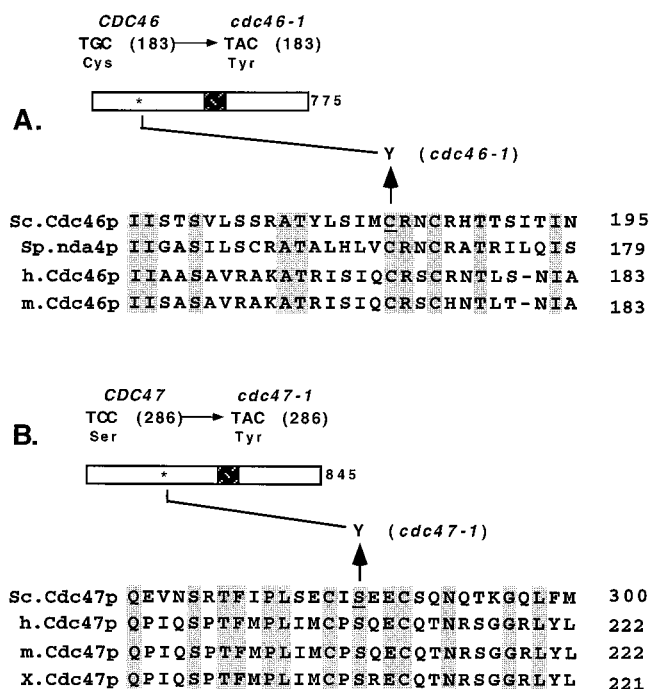 CDC46 cdc46-1
TGC (183) TAC (183)
Cys Tyr
* 775
A.
Y (cdc46-1)
Sc.Cdc46p IISTSVLSSRATYLSIMCRNCRHTTSITIN 195
Sp.nda4p IIGASILSCRATALHLVCRNCRATRILQIS 179
h.Cdc46p IIAASAVRAKATRISIQCRSCRNTLS-NIA 183
m.Cdc46p IISASAVRAKATRISIQCRSCHNTLT-NIA 183
CDC47 cdc47-1
TCC (286) TAC (286)
Ser Tyr
B.
* 845
Y (cdc47-1)
Sc.Cdc47p QEVNSRTFIPLSECISEECSQNQTKGQLFM 300
h.Cdc47p QPIQSPTFMPLIMCPSQECQTNRSGGRLYL 222
m.Cdc47p QPIQSPTFMPLIMCPSQECQTNRSGGRLYL 222
X.Cdc47p QPIQSPTFMPLIMCPSRECQTNRSGGRLYL 221